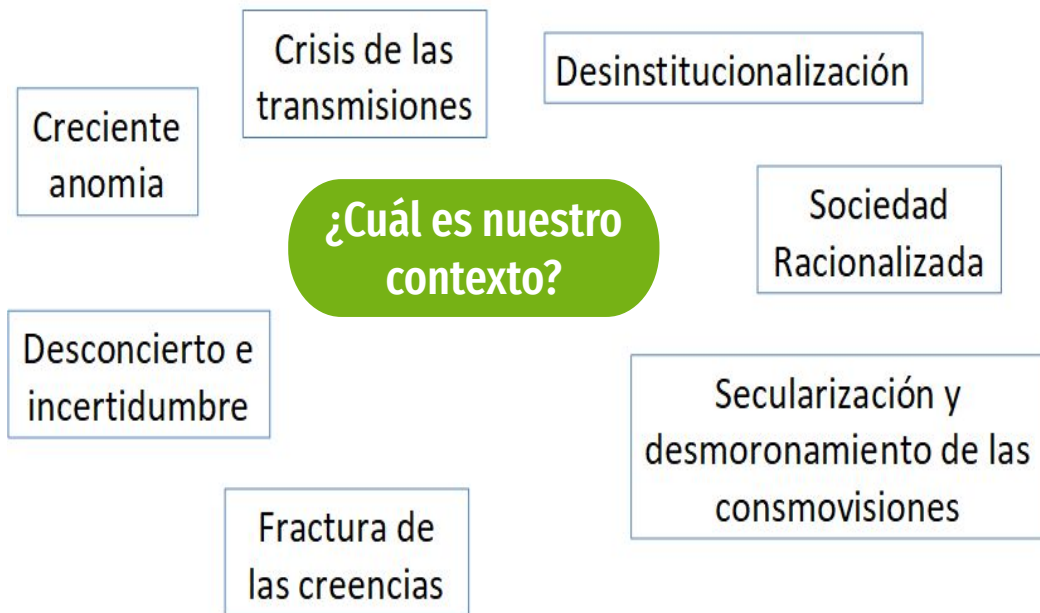 Crisis de las
transmisiones
Desinstitucionalización
Creciente
anomia
¿Cuál es nuestro
contexto?
Sociedad
Racionalizada
Desconcierto e
incertidumbre
Secularización y
desmoronamiento de las
consmovisiones
Fractura de
las creencias